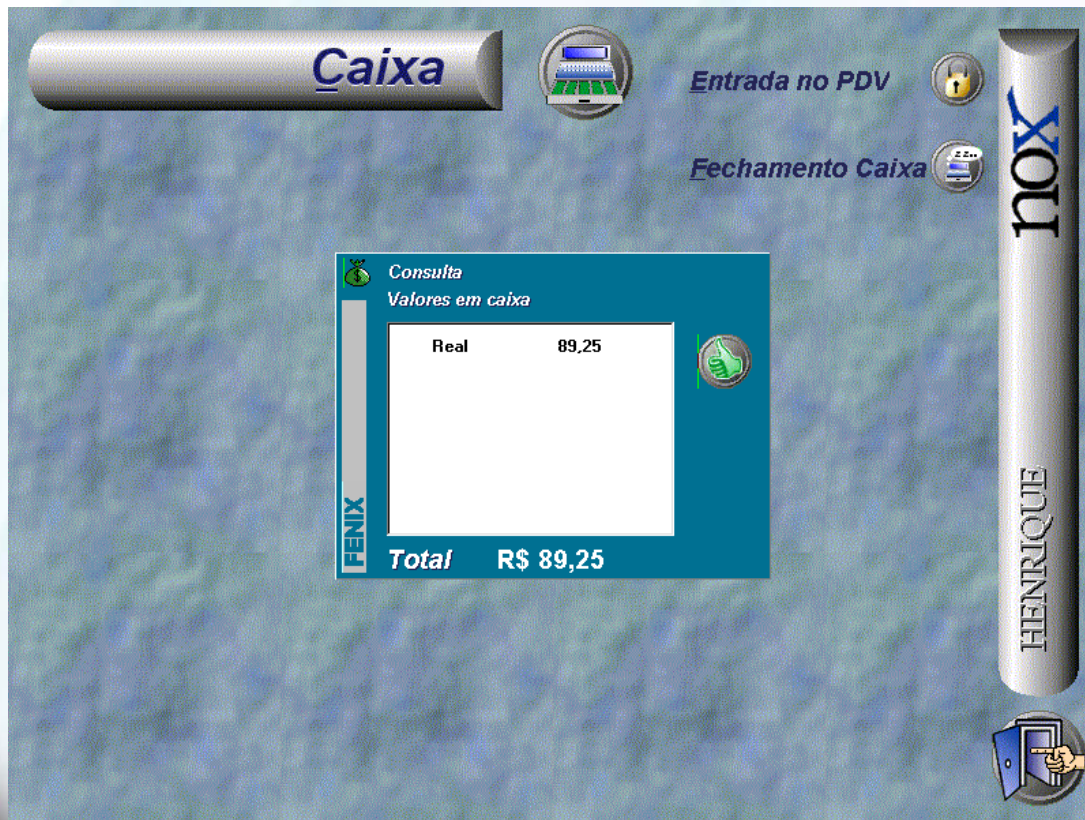 Caixa
Entrada no PDV
Fechamento Caixa
zz..
nox
Consulta
Valores em caixa
Real 89,25
FENIX
Total R$ 89,25
HENRIQUE